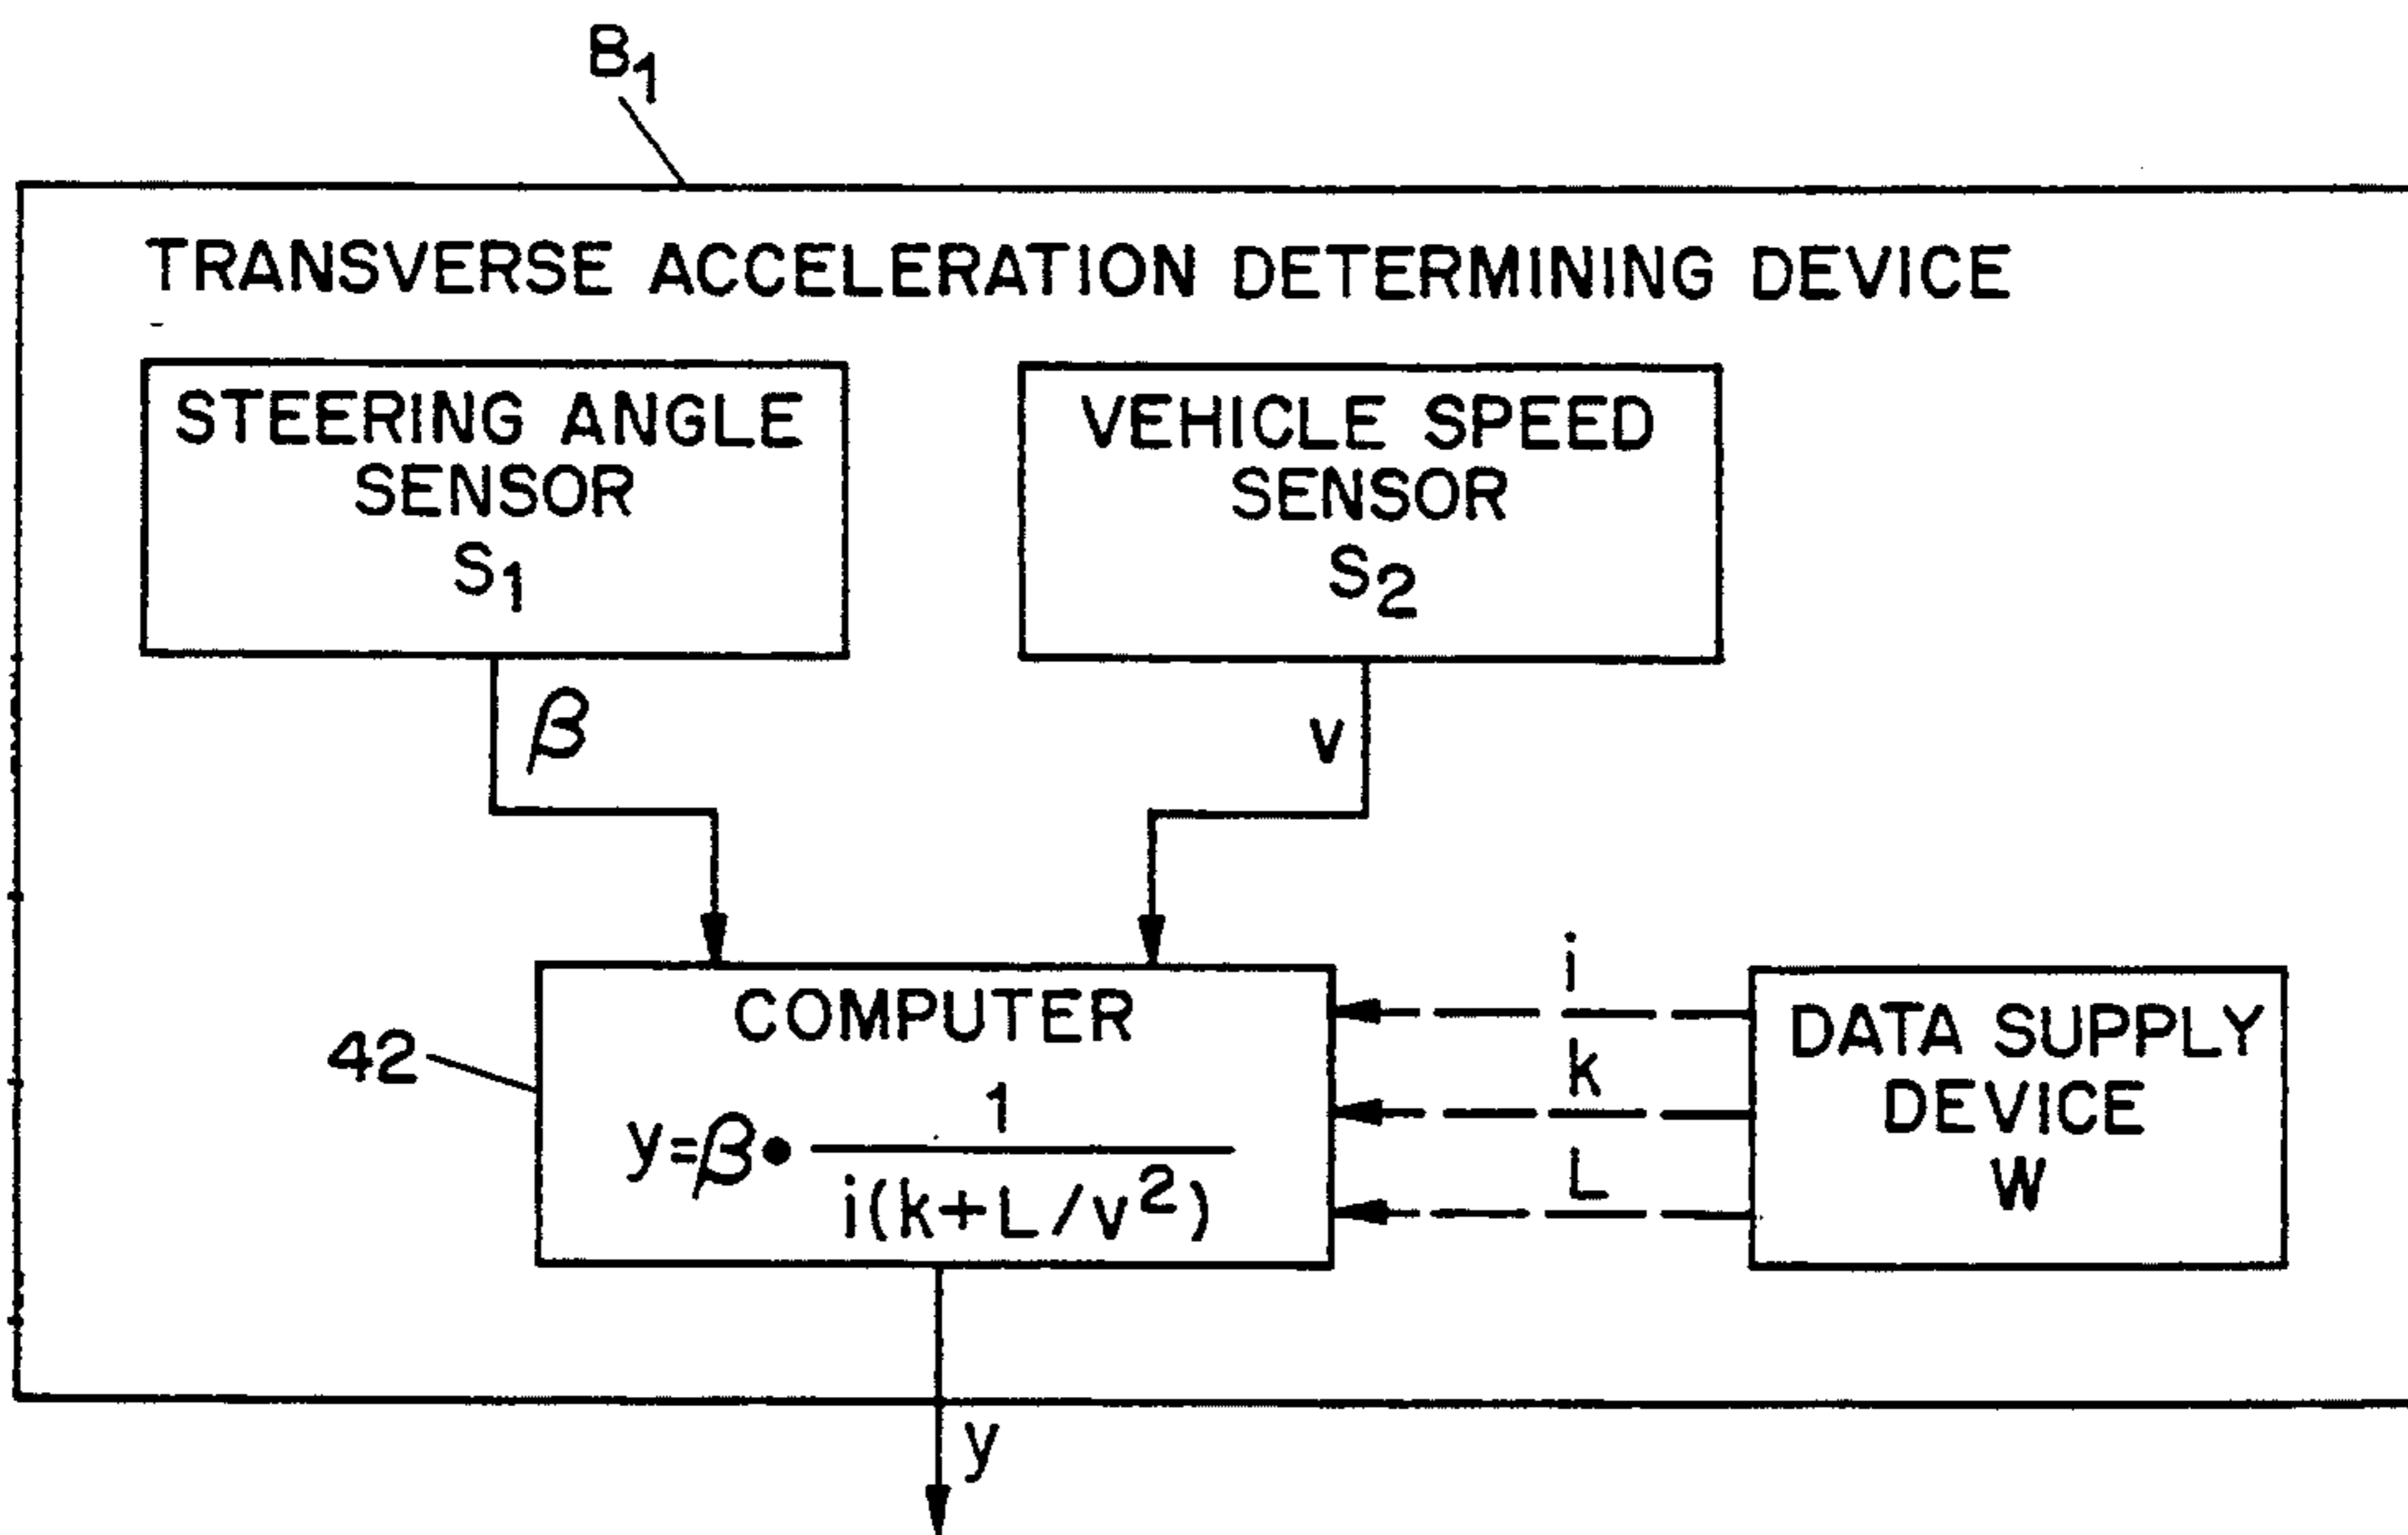 B1
TRANSVERSE ACCELERATION DETERMINING DEVICE
STEERING ANGLE
SENSOR
S1
VEHICLE SPEED
SENSOR
S2
β
v
42
COMPUTER
y=β• 1
i(k+L/v²)
i
k
L
DATA SUPPLY
DEVICE
W
y